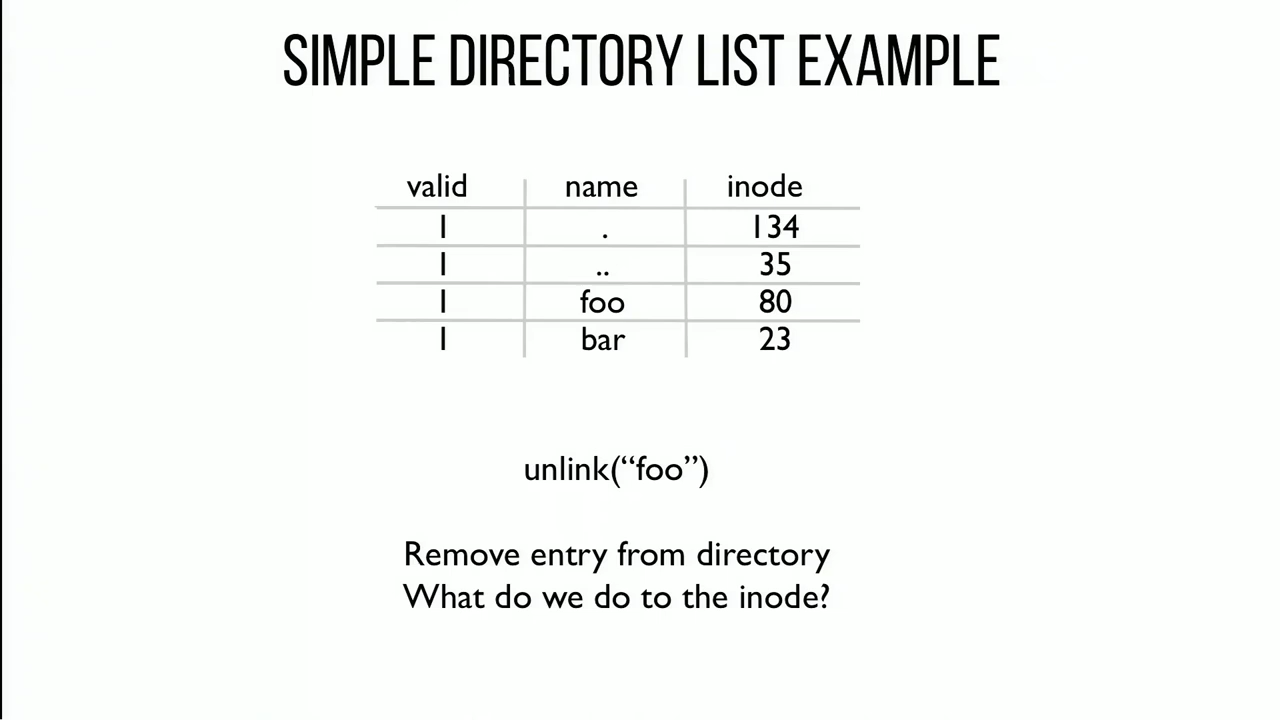 SIMPLE DIRECTORY LIST EXAMPLE
valid name inode
1 . 134
1 .. 35
1 foo 80
1 bar 23
unlink(“foo”)
Remove entry from directory
What do we do to the inode?